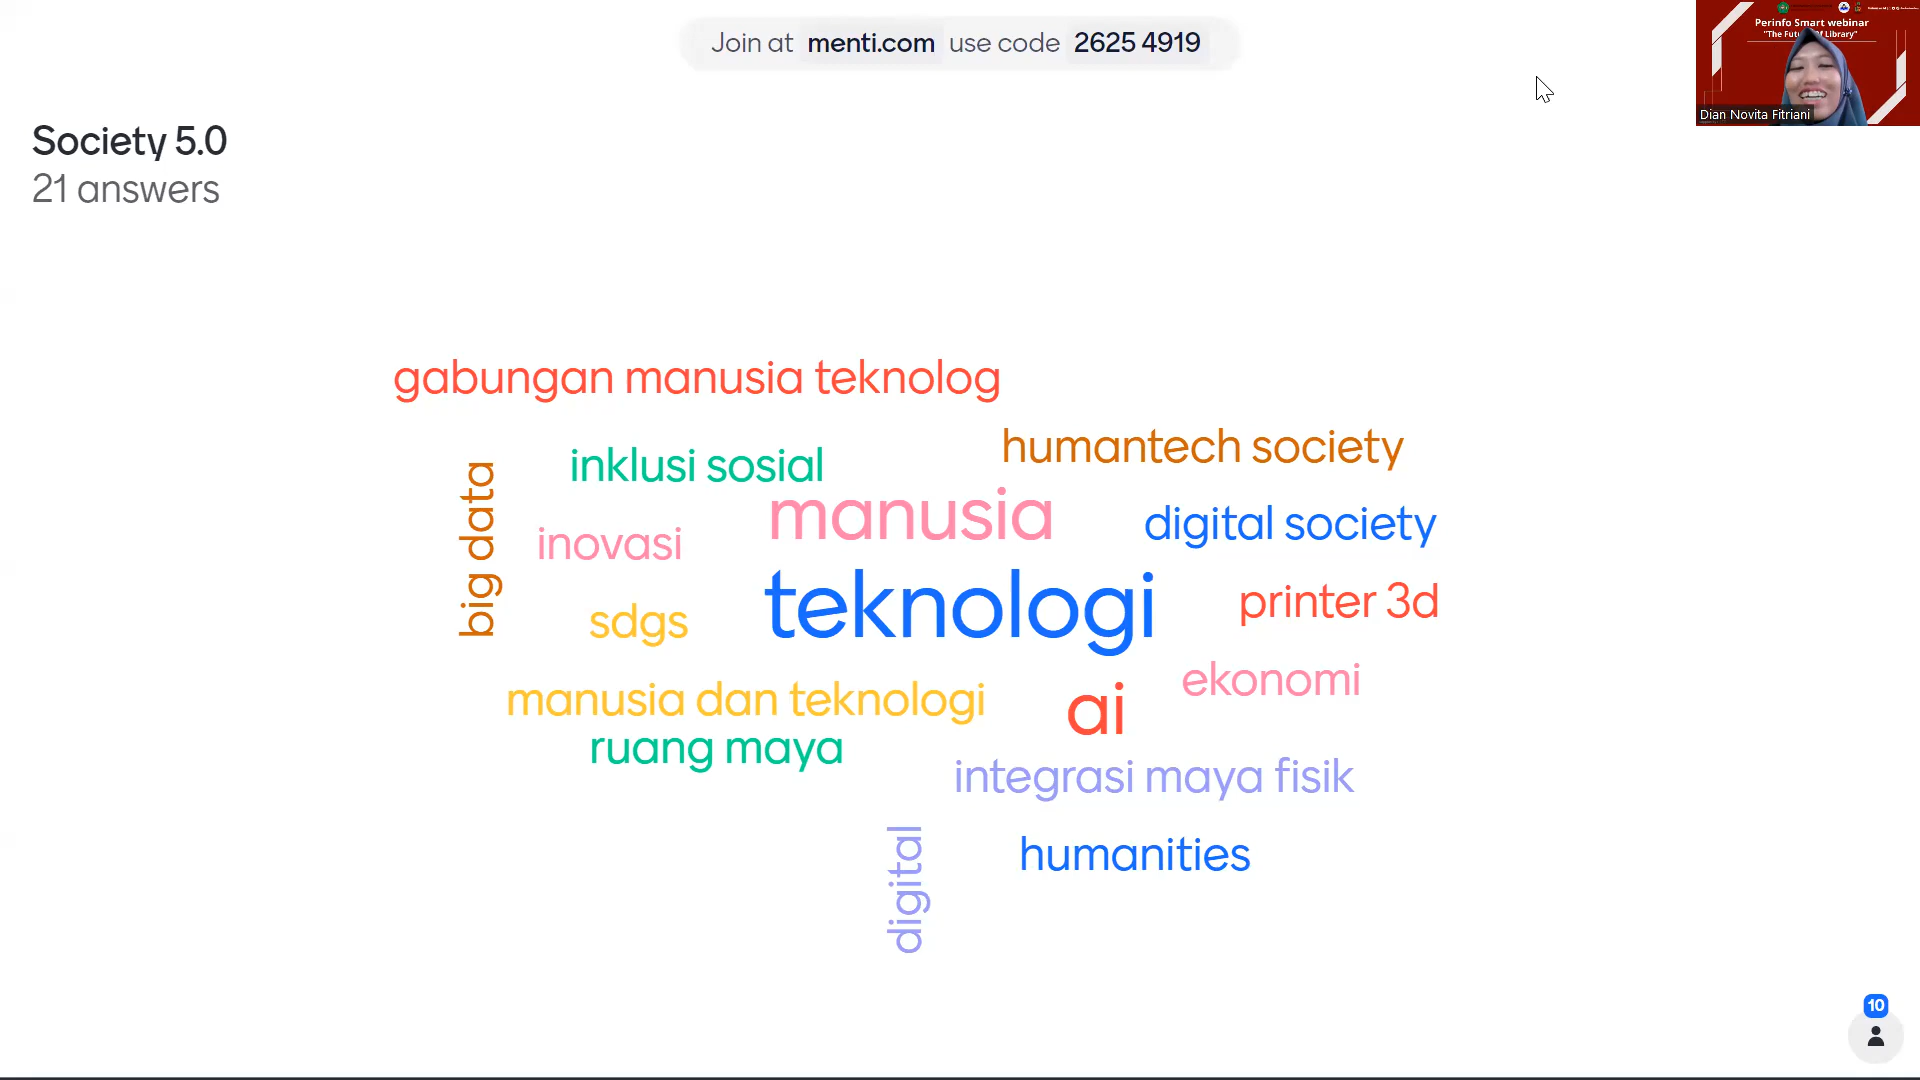 Join at menti.com use code 2625 4919
Perinfo Smart webinar
Dian Novita Fitriani
Society 5.0
21 answers
gabungan manusia teknolog
humantech society
inklusi sosial
big data
manusia
digital society
inovasi
teknologi
printer 3d
sdgs
ekonomi
manusia dan teknologi
ai
ruang maya
integrasi maya fisik
digital
humanities
10